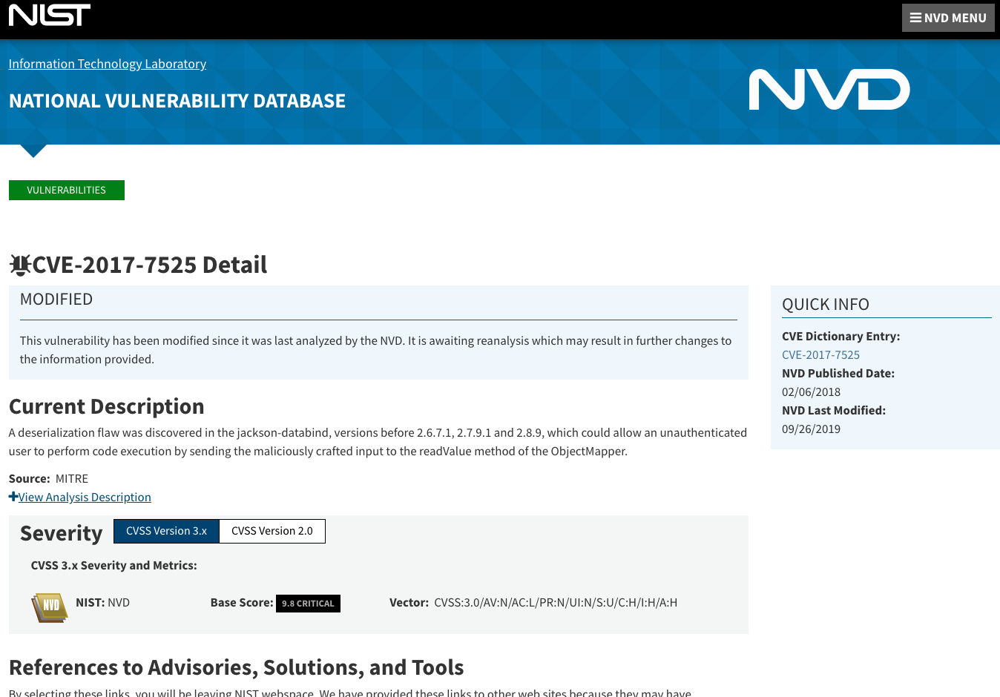 NIST
NVD MENU
Information Technology Laboratory
NATIONAL VULNERABILITY DATABASE
NVD
VULNERABILITIES
CVE-2017-7525 Detail
MODIFIED
This vulnerability has been modified since it was last analyzed by the NVD. It is awaiting reanalysis which may result in further changes to
the information provided.
Current Description
A deserialization flaw was discovered in the jackson-databind, versions before 2.6.7.1, 2.7.9.1 and 2.8.9, which could allow an unauthenticated
user to perform code execution by sending the maliciously crafted input to the readValue method of the ObjectMapper.
Source: MITRE
View Analysis Description
Severity CVSS Version 3.x CVSS Version 2.0
CVSS 3.x Severity and Metrics:
NVD NIST: NVD Base Score: 9.8 CRITICAL Vector: CVSS:3.0/AV:N/AC:L/PR:N/UI:N/S:U/C:H/I:H/A:H
References to Advisories, Solutions, and Tools
By selecting these links, you will be leaving NIST webspace. We have provided these links to other web sites because they may have
QUICK INFO
CVE Dictionary Entry:
CVE-2017-7525
NVD Published Date:
02/06/2018
NVD Last Modified:
09/26/2019